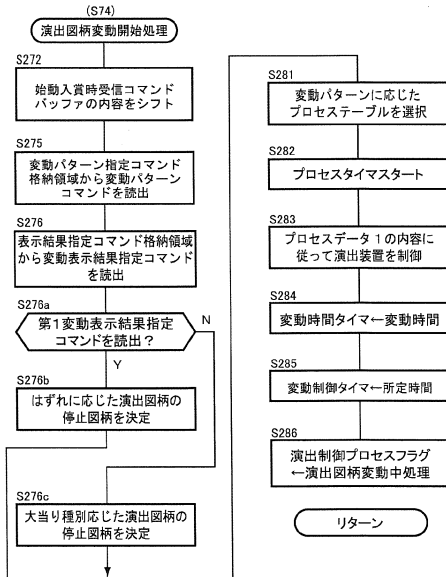 (S74)
演出図柄変動開始処理
S272
始動入賞時受信コマンド
バッファの内容をシフト
S275
変動パターン指定コマンド
格納領域から変動パターン
コマンドを読出
S276
表示結果指定コマンド格納領域
から変動表示結果指定コマンド
を読出
S276a
第1変動表示結果指定
コマンドを読出?
N
Y
S276b
はずれに応じた演出図柄の
停止図柄を決定
S276c
大当り種別応じた演出図柄の
停止図柄を決定
S281
変動パターンに応じた
プロセステーブルを選択
S282
プロセスタイマスタート
S283
プロセスデータ1の内容に
従って演出装置を制御
S284
変動時間タイマ←変動時間
S285
変動制御タイマ←所定時間
S286
演出制御プロセスフラグ
←演出図柄変動中処理
リターン